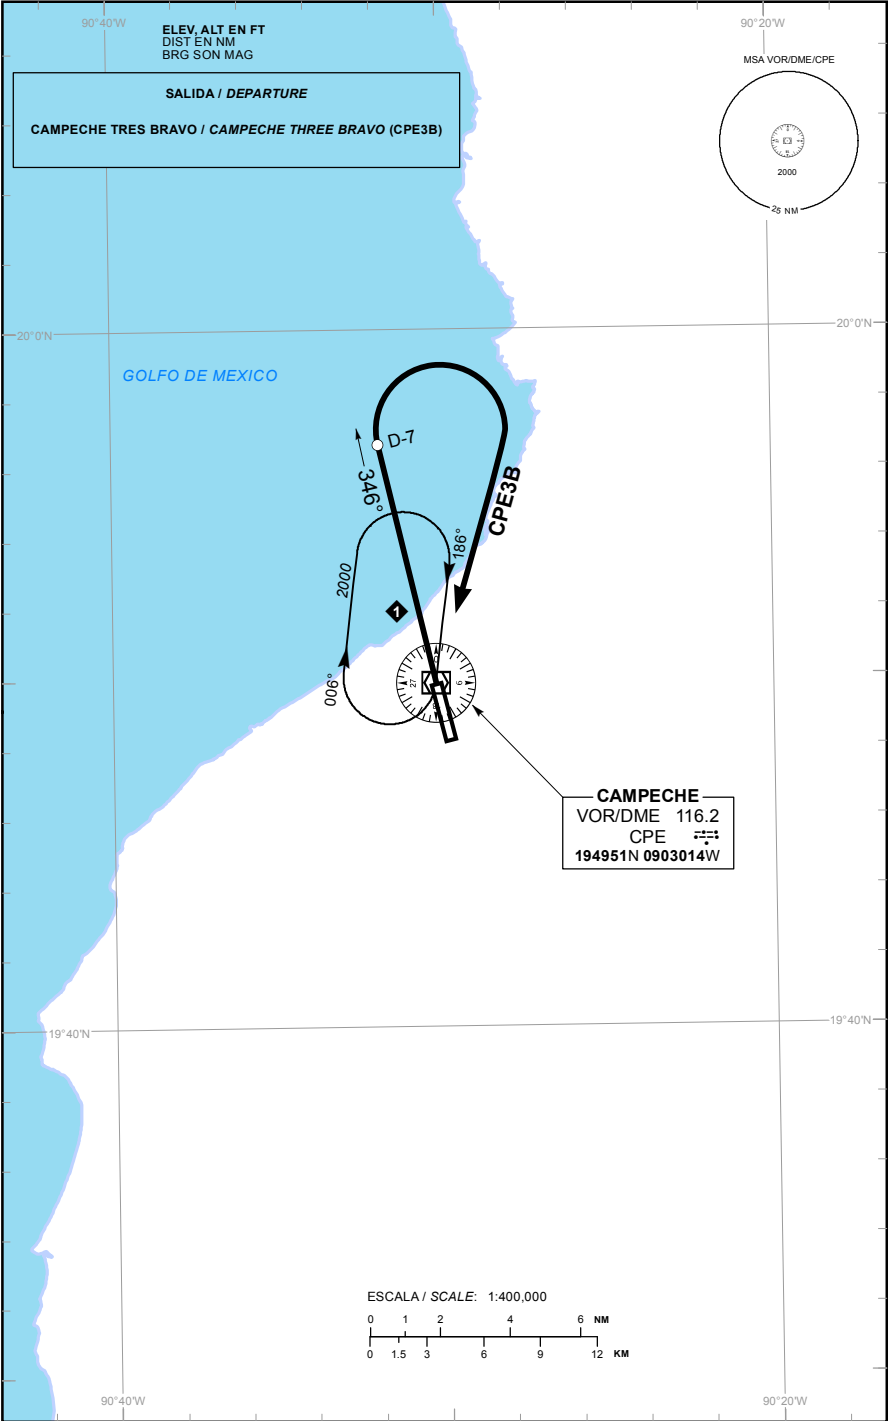 90°40'W
90°20'W
ELEV, ALT EN FT
DIST EN NM
BRG SON MAG
SALIDA / DEPARTURE
CAMPECHE TRES BRAVO / CAMPECHE THREE BRAVO (CPE3B)
MSA VOR/DME/CPE
2000
25 NM
20°0'N
20°0'N
GOLFO DE MEXICO
D-7
346°
CPE3B
186°
2000
1
006°
27
9
CAMPECHE
VOR/DME 116.2
CPE
194951N 0903014W
19°40'N
19°40'N
ESCALA / SCALE: 1:400,000
0 1 2 4 6 NM
0 1.5 3 6 9 12 KM
90°40'W
90°20'W